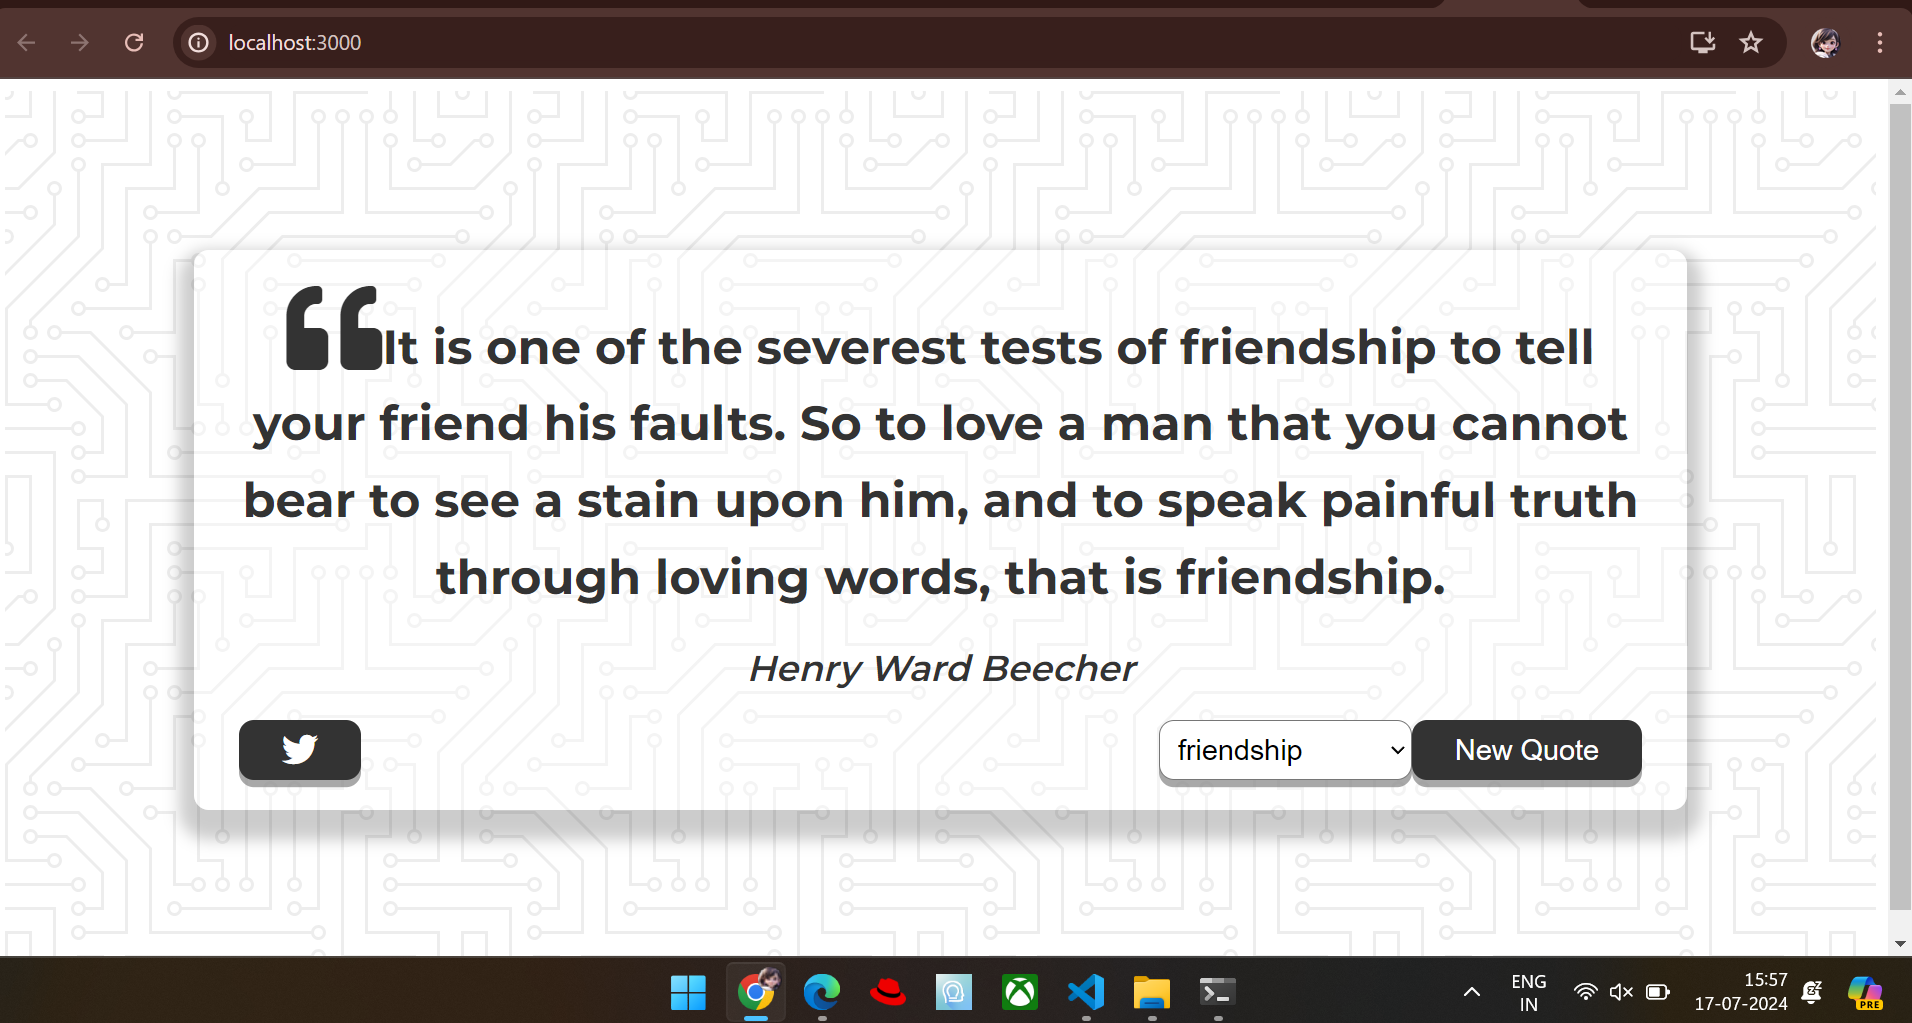 localhost:3000
It is one of the severest tests of friendship to tell
your friend his faults. So to love a man that you cannot
bear to see a stain upon him, and to speak painful truth
through loving words, that is friendship.
Henry Ward Beecher
friendship
New Quote
ENG
IN
15:57
17-07-2024
PRE